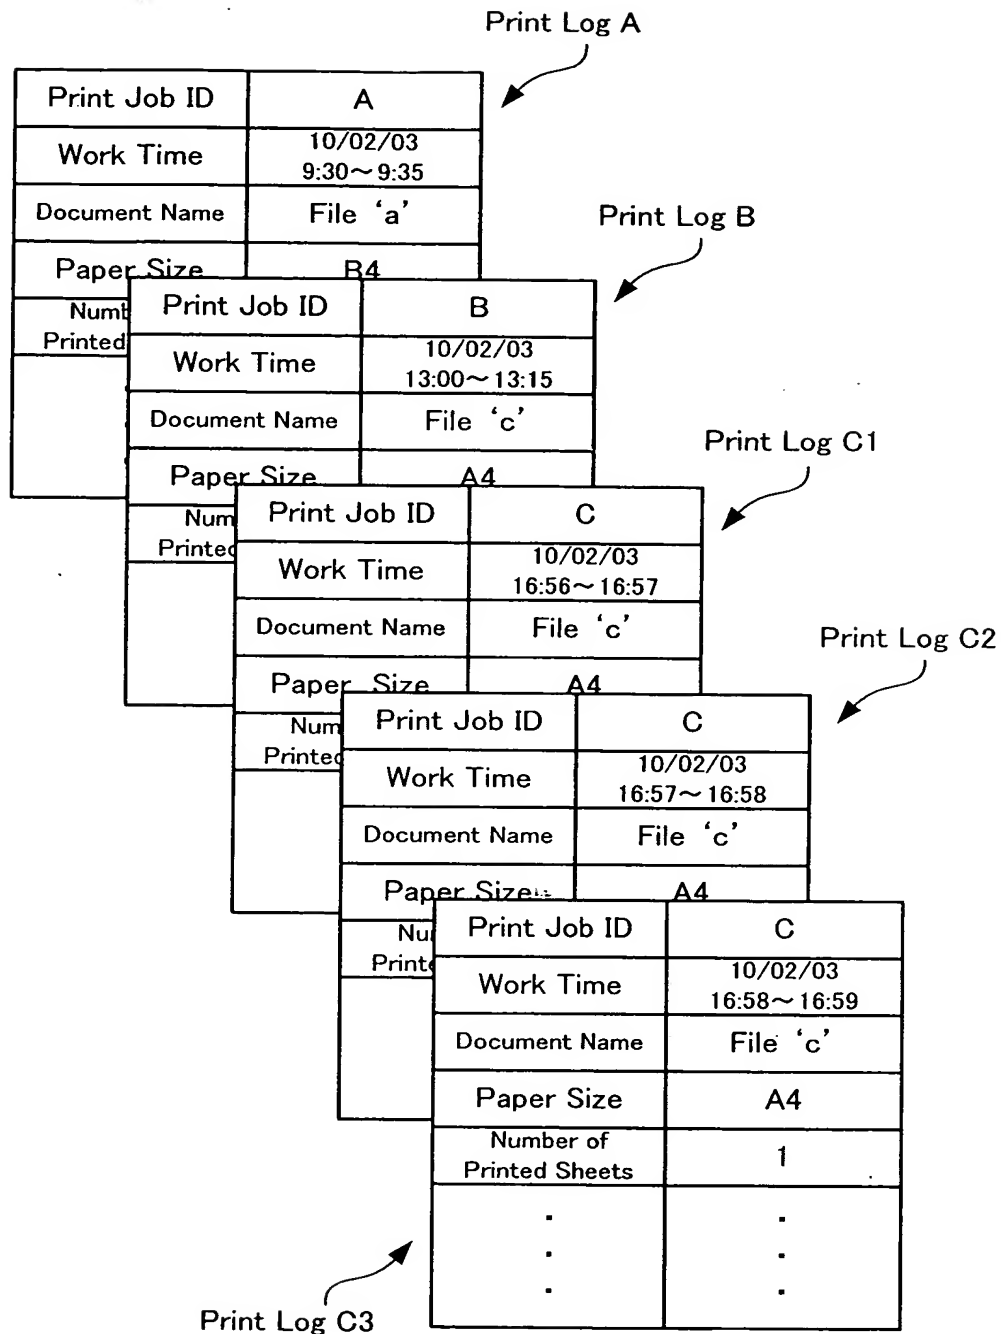 Print Log A
Print Job ID A
Work Time 10/02/03
9:30~9:35
Document Name File ‘a’
Paper Size B4
Print Log B
Print Job ID B
Work Time 10/02/03
13:00~13:15
Document Name File ‘c’
Paper Size A4
Print Log C1
Print Job ID C
Work Time 10/02/03
16:56~16:57
Document Name File ‘c’
Paper Size A4
Print Log C2
Print Job ID C
Work Time 10/02/03
16:57~16:58
Document Name File ‘c’
Paper Size A4
Print Job ID C
Work Time 10/02/03
16:58~16:59
Document Name File ‘c’
Paper Size A4
Number of
Printed Sheets 1
Print Log C3